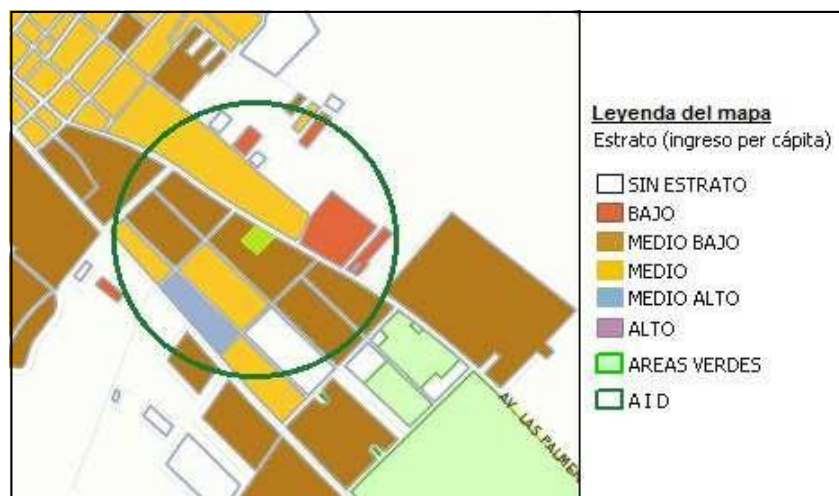 Leyenda del mapa
Estrato (ingreso per cápita)
SIN ESTRATO
BAJO
MEDIO BAJO
MEDIO
MEDIO ALTO
ALTO
AREAS VERDES
A I D
AV. LAS PALMER